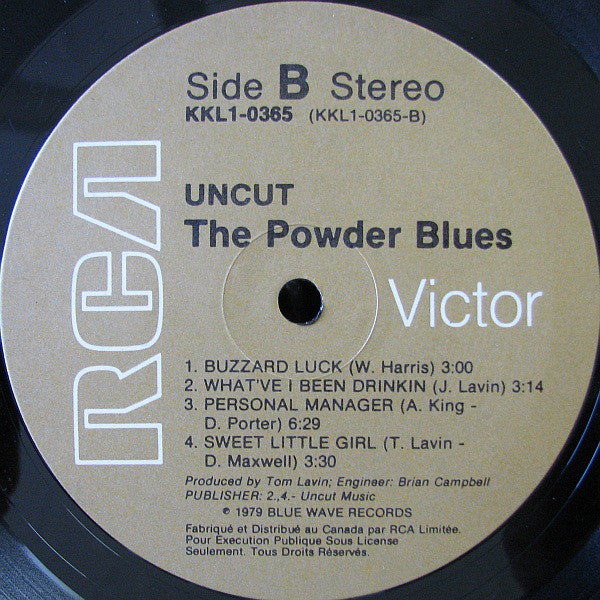 Side B Stereo
KKL1-0365 (KKL1-0365-B)
UNCUT
The Powder Blues
RCA
Victor
1. BUZZARD LUCK (W. Harris) 3:00
2. WHAT'VE I BEEN DRINKIN (J. Lavin) 3:14
3. PERSONAL MANAGER (A. King -
D. Porter) 6:29
4. SWEET LITTLE GIRL (T. Lavin -
D. Maxwell) 3:30
Produced by Tom Lavin; Engineer: Brian Campbell
PUBLISHER: 2.,4.- Uncut Music
℗ 1979 BLUE WAVE RECORDS
Fabriqué et Distribué au Canada par RCA Limitée.
Pour Execution Publique Sous License
Seulement. Tous Droits Résérvés.